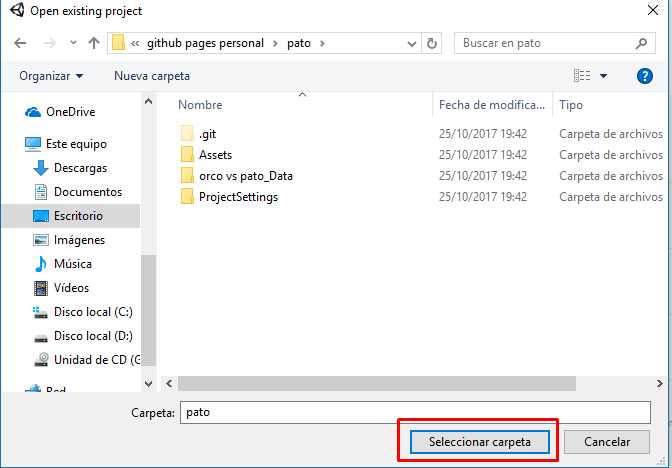 Open existing project
« github pages personal › pato ›
Buscar en pato
Organizar
Nueva carpeta
?
Nombre
Fecha de modifica...
Tipo
.git
25/10/2017 19:42
Carpeta de archivos
Assets
25/10/2017 19:42
Carpeta de archivos
orco vs pato_Data
25/10/2017 19:42
Carpeta de archivos
ProjectSettings
25/10/2017 19:42
Carpeta de archivos
OneDrive
Este equipo
Descargas
Documentos
Escritorio
Imágenes
Música
Vídeos
Disco local (C:)
Disco local (D:)
Unidad de CD (G
Red
Carpeta:
pato
Seleccionar carpeta
Cancelar